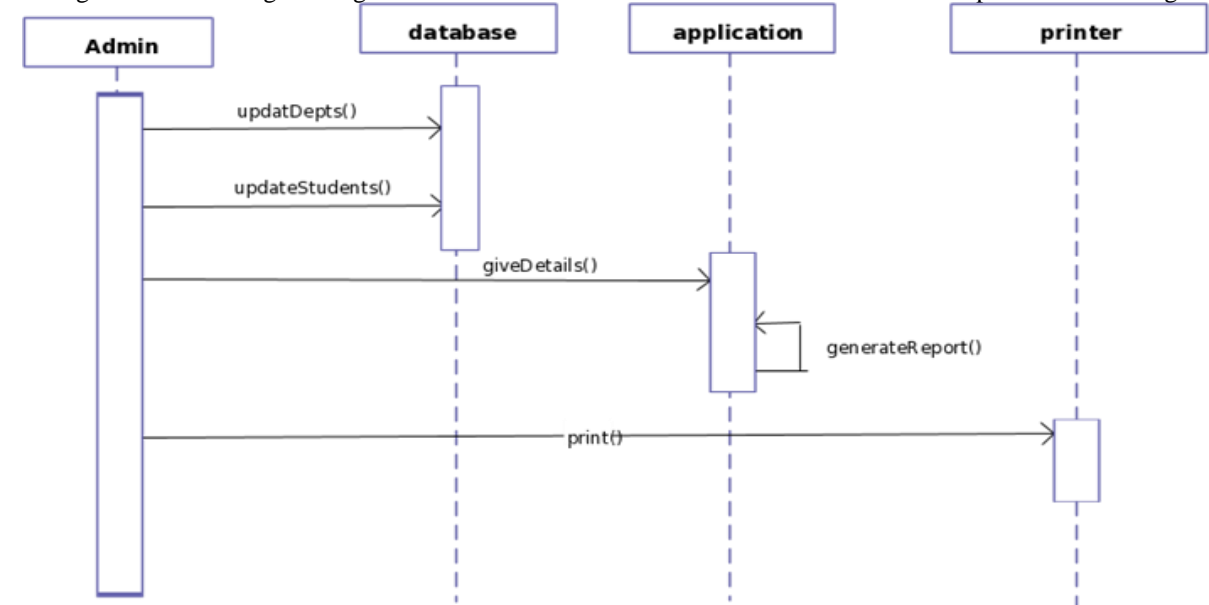 Admin
database
application
printer
updatDepts()
updateStudents()
giveDetails()
generateReport()
print()